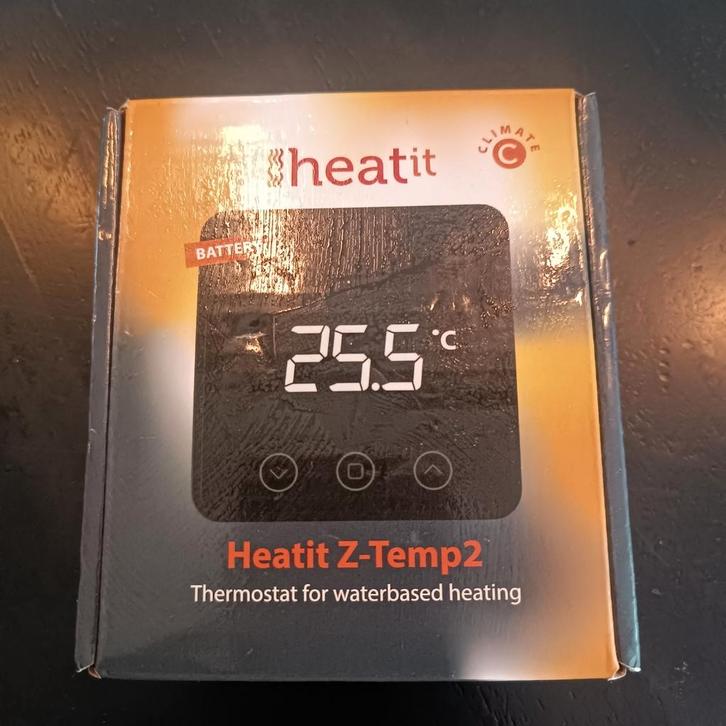 heatit
CLIMATE
C
BATTERY
25.5 °C
Heatit Z-Temp2
Thermostat for waterbased heating